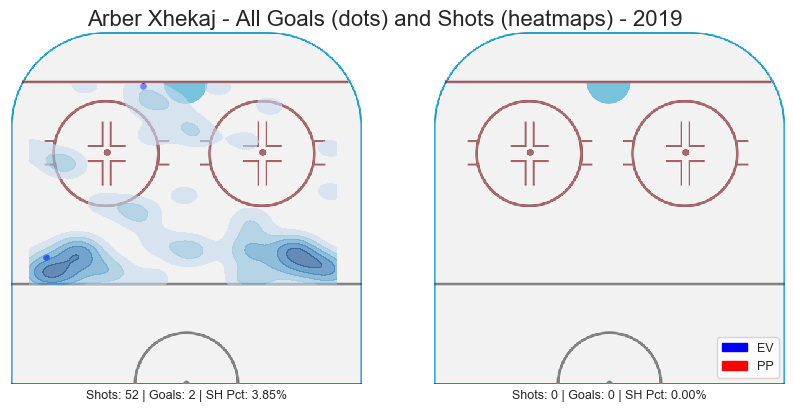 Arber Xhekaj - All Goals (dots) and Shots (heatmaps) - 2019
EV
PP
Shots: 52 | Goals: 2 | SH Pct: 3.85%
Shots: 0 | Goals: 0 | SH Pct: 0.00%